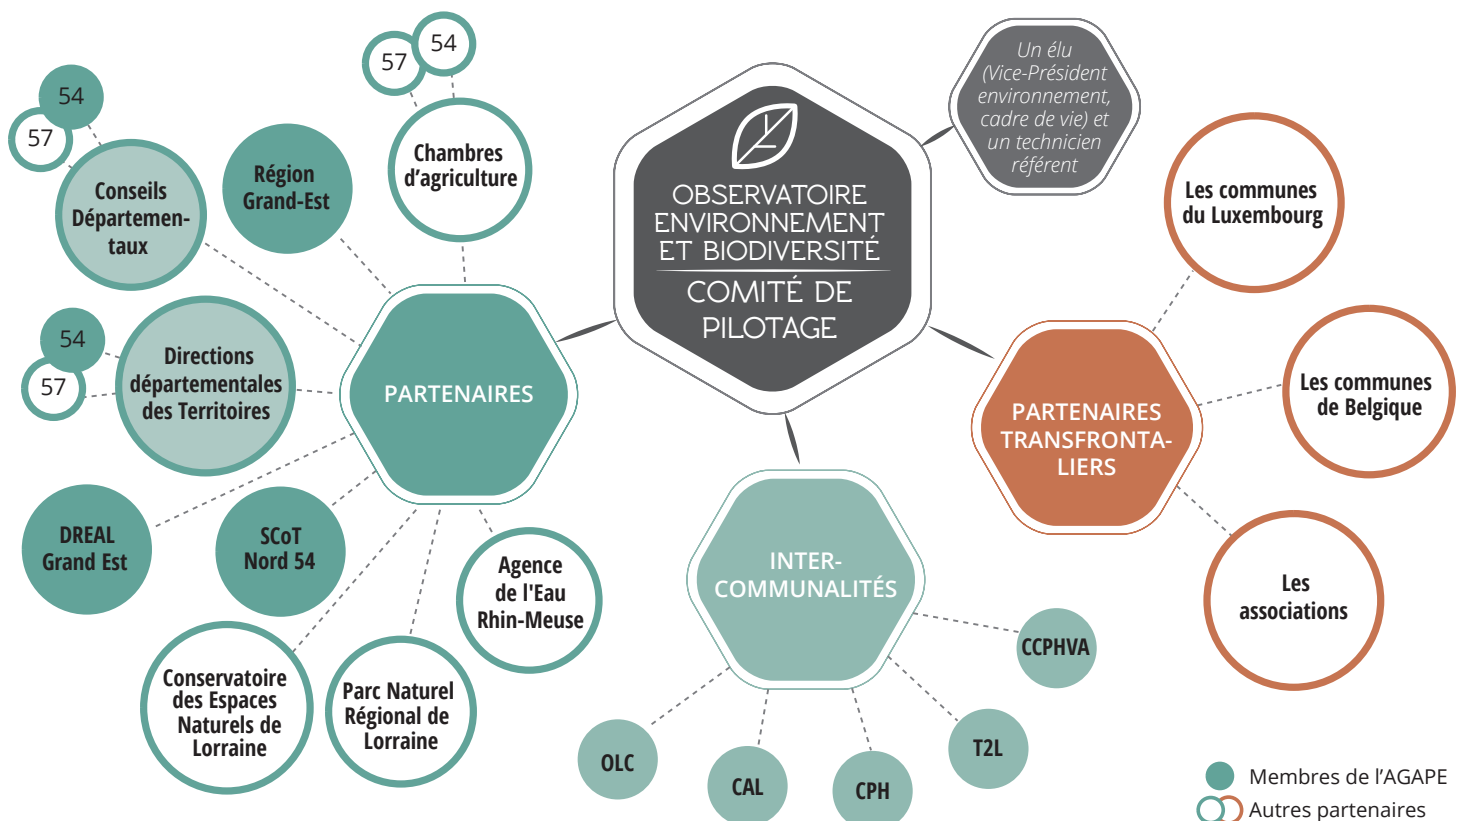 54
57
Chambres
d'agriculture
54
57
Conseils
Départemen-
taux
Région
Grand-Est
OBSERVATOIRE
ENVIRONNEMENT
ET BIODIVERSITÉ
COMITÉ DE
PILOTAGE
Un élu
(Vice-Président
environnement,
cadre de vie) et
un technicien
référent
Les communes
du Luxembourg
54
57
Directions
départementales
des Territoires
PARTENAIRES
PARTENAIRES
TRANSFRONTA-
LIERS
Les communes
de Belgique
DREAL
Grand Est
SCoT
Nord 54
Agence
de l'Eau
Rhin-Meuse
INTER-
COMMUNALITÉS
Les
associations
Conservatoire
des Espaces
Naturels de
Lorraine
Parc Naturel
Régional de
Lorraine
CCPHVA
OLC
CAL
CPH
T2L
Membres de l'AGAPE
Autres partenaires